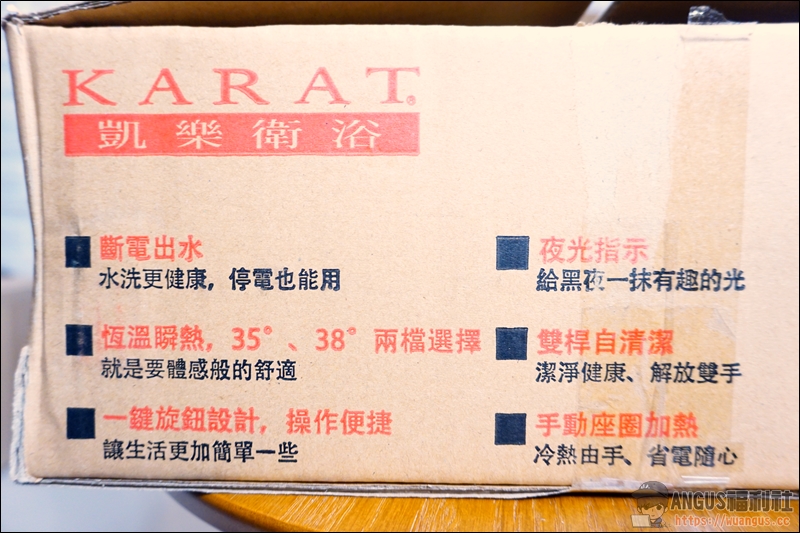 KARAT®
凱樂衛浴
斷電出水
水洗更健康，停電也能用
恆溫瞬熱，35°、38° 兩檔選擇
就是要體感般的舒適
一鍵旋鈕設計，操作便捷
讓生活更加簡單一些
夜光指示
給黑夜一抹有趣的光
雙桿自清潔
潔淨健康、解放雙手
手動座圈加熱
冷熱由手、省電隨心
ANGUS福利社
https://wuangus.cc